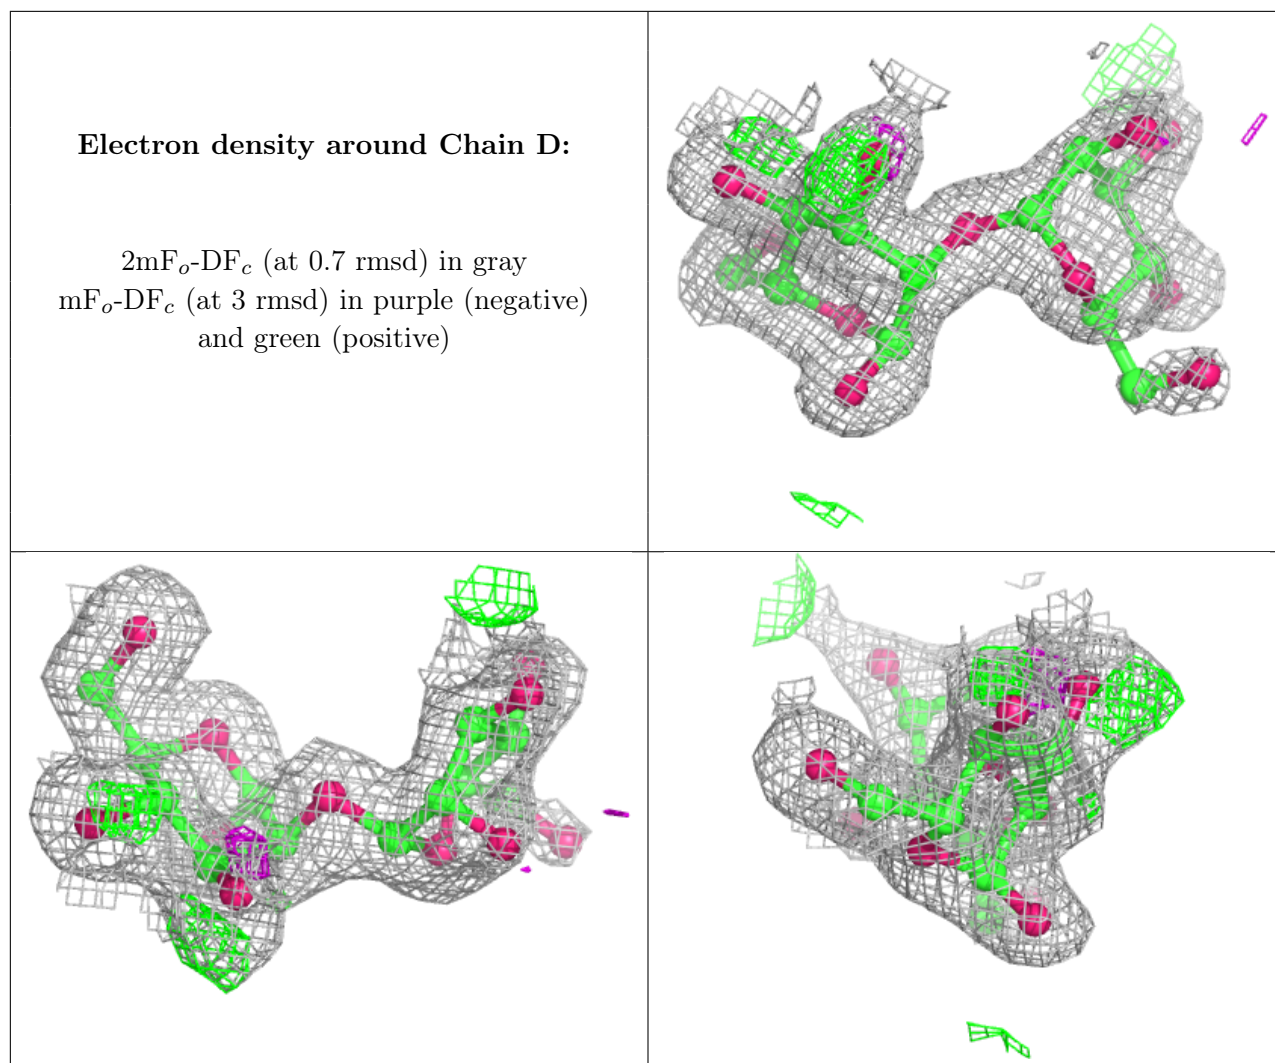 Electron density around Chain D:
2mFo-DFc (at 0.7 rmsd) in gray
mFo-DFc (at 3 rmsd) in purple (negative)
and green (positive)